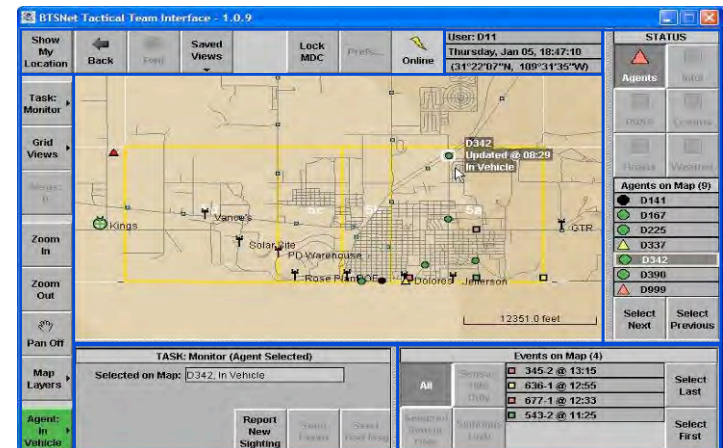 BTSNet Tactical Team Interface - 1.0.9
Show My Location
Back
Saved Views
Lock MDC
Prefs...
Online
User: D11
Thursday, Jan 05, 18:47:10
(31°22'07"N, 109°31'35"W)
STATUS
Agents
Intel
Weather
Task: Monitor
Grid Views
Zoom In
Zoom Out
Pan Off
Map Layers
Agent: In Vehicle
D342
Updated @ 08:29
In Vehicle
Kings
Vance's
Solar Site
PD Warehouse
Rose
POE
Dolores
Jefferson
GTR
12351.0 feet
Agents on Map (9)
D141
D167
D225
D337
D342
D398
D999
Select Next
Select Previous
TASK: Monitor (Agent Selected)
Selected on Map: D342, In Vehicle
Report New Sighting
Events on Map (4)
All
345-2 @ 13:15
636-1 @ 12:55
677-1 @ 12:33
543-2 @ 11:25
Select Last
Select First